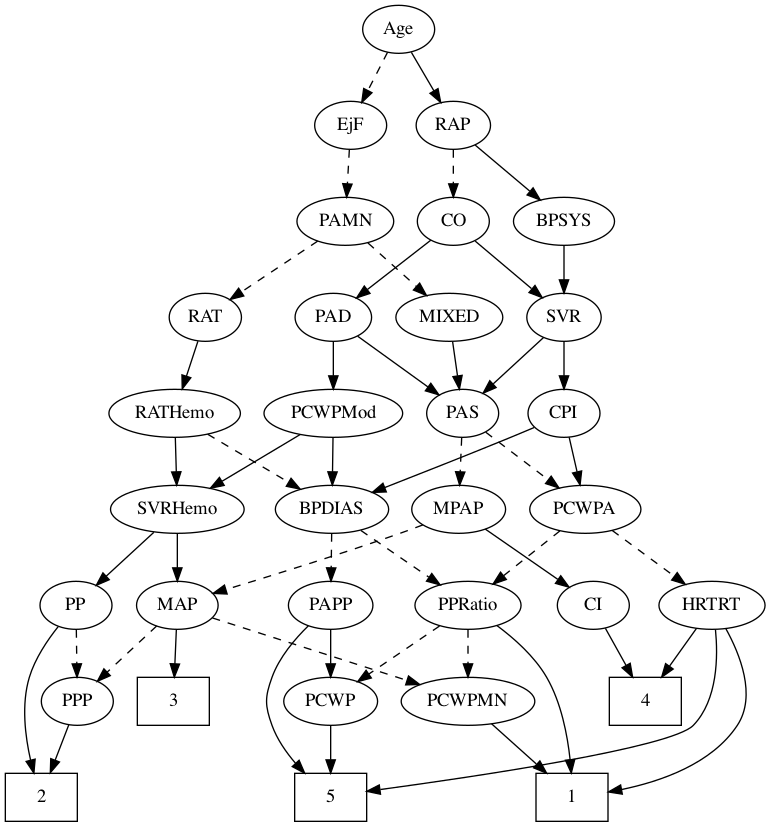 Age
EjF
RAP
PAMN
CO
BPSYS
RAT
PAD
MIXED
SVR
RATHemo
PCWPMod
PAS
CPI
SVRHemo
BPDIAS
MPAP
PCWPA
PP
MAP
PAPP
PPRatio
CI
HRTRT
PPP
3
PCWP
PCWPMN
4
2
5
1